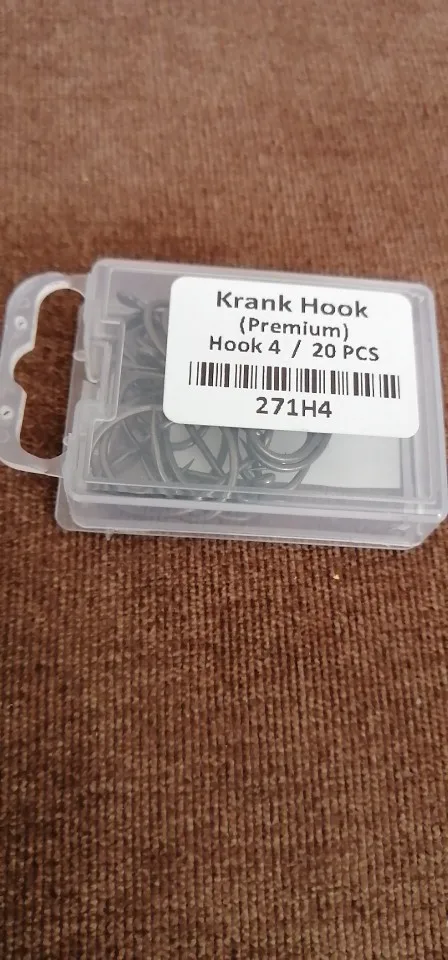 Krank Hook
(Premium)
Hook 4 / 20 PCS
271H4